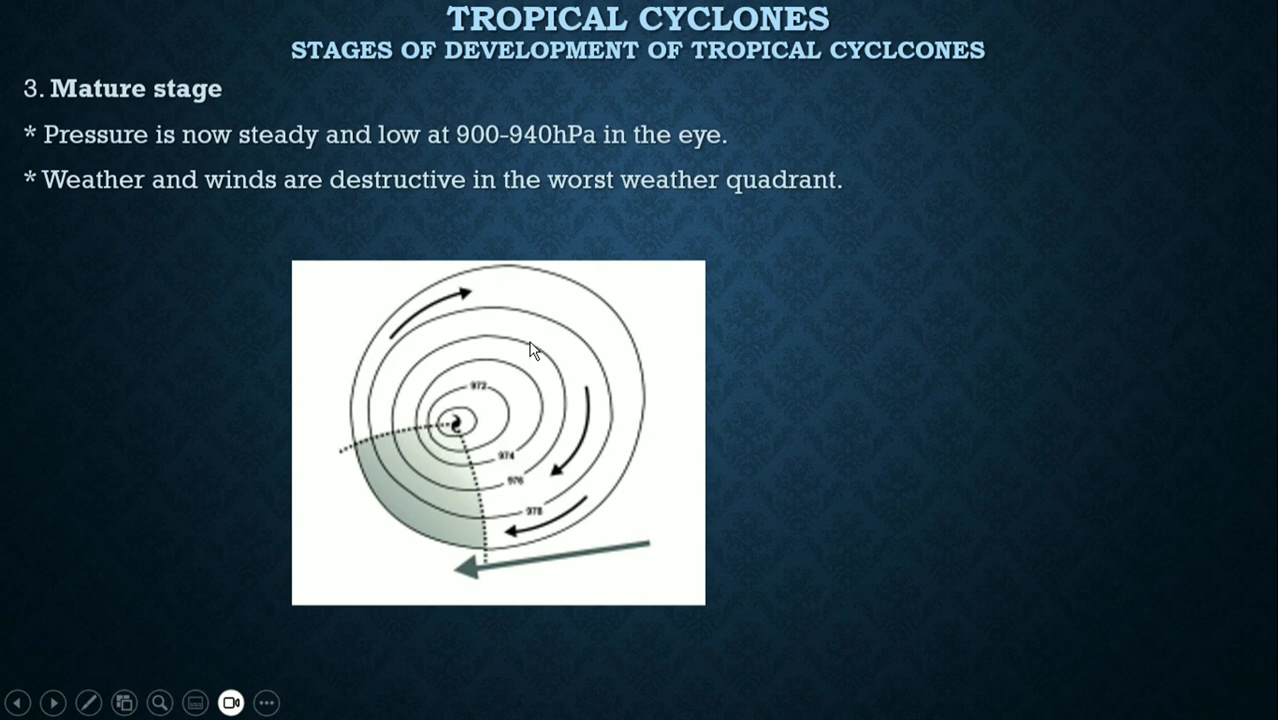 TROPICAL CYCLONES
STAGES OF DEVELOPMENT OF TROPICAL CYCLCONES
3. Mature stage
* Pressure is now steady and low at 900-940hPa in the eye.
* Weather and winds are destructive in the worst weather quadrant.
972
974
976
978